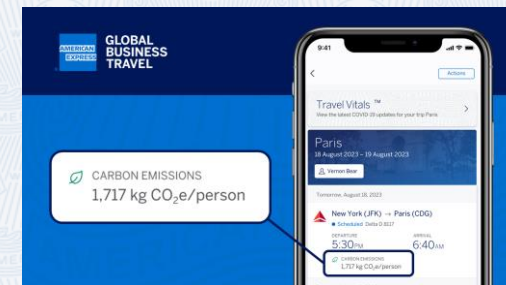 AMERICAN
EXPRESS
GLOBAL
BUSINESS
TRAVEL
CARBON EMISSIONS
1,717 kg CO₂e/person
9:41
Actions
Travel Vitals ™
View the latest COVID-19 updates for your trip Paris
Paris
18 August 2023 – 19 August 2023
Vernon Bear
Tomorrow, August 18, 2023
New York (JFK) → Paris (CDG)
Scheduled Delta D 8517
DEPARTURE ARRIVAL
5:30PM 6:40AM
CARBON EMISSIONS
1,717 kg CO₂e/person